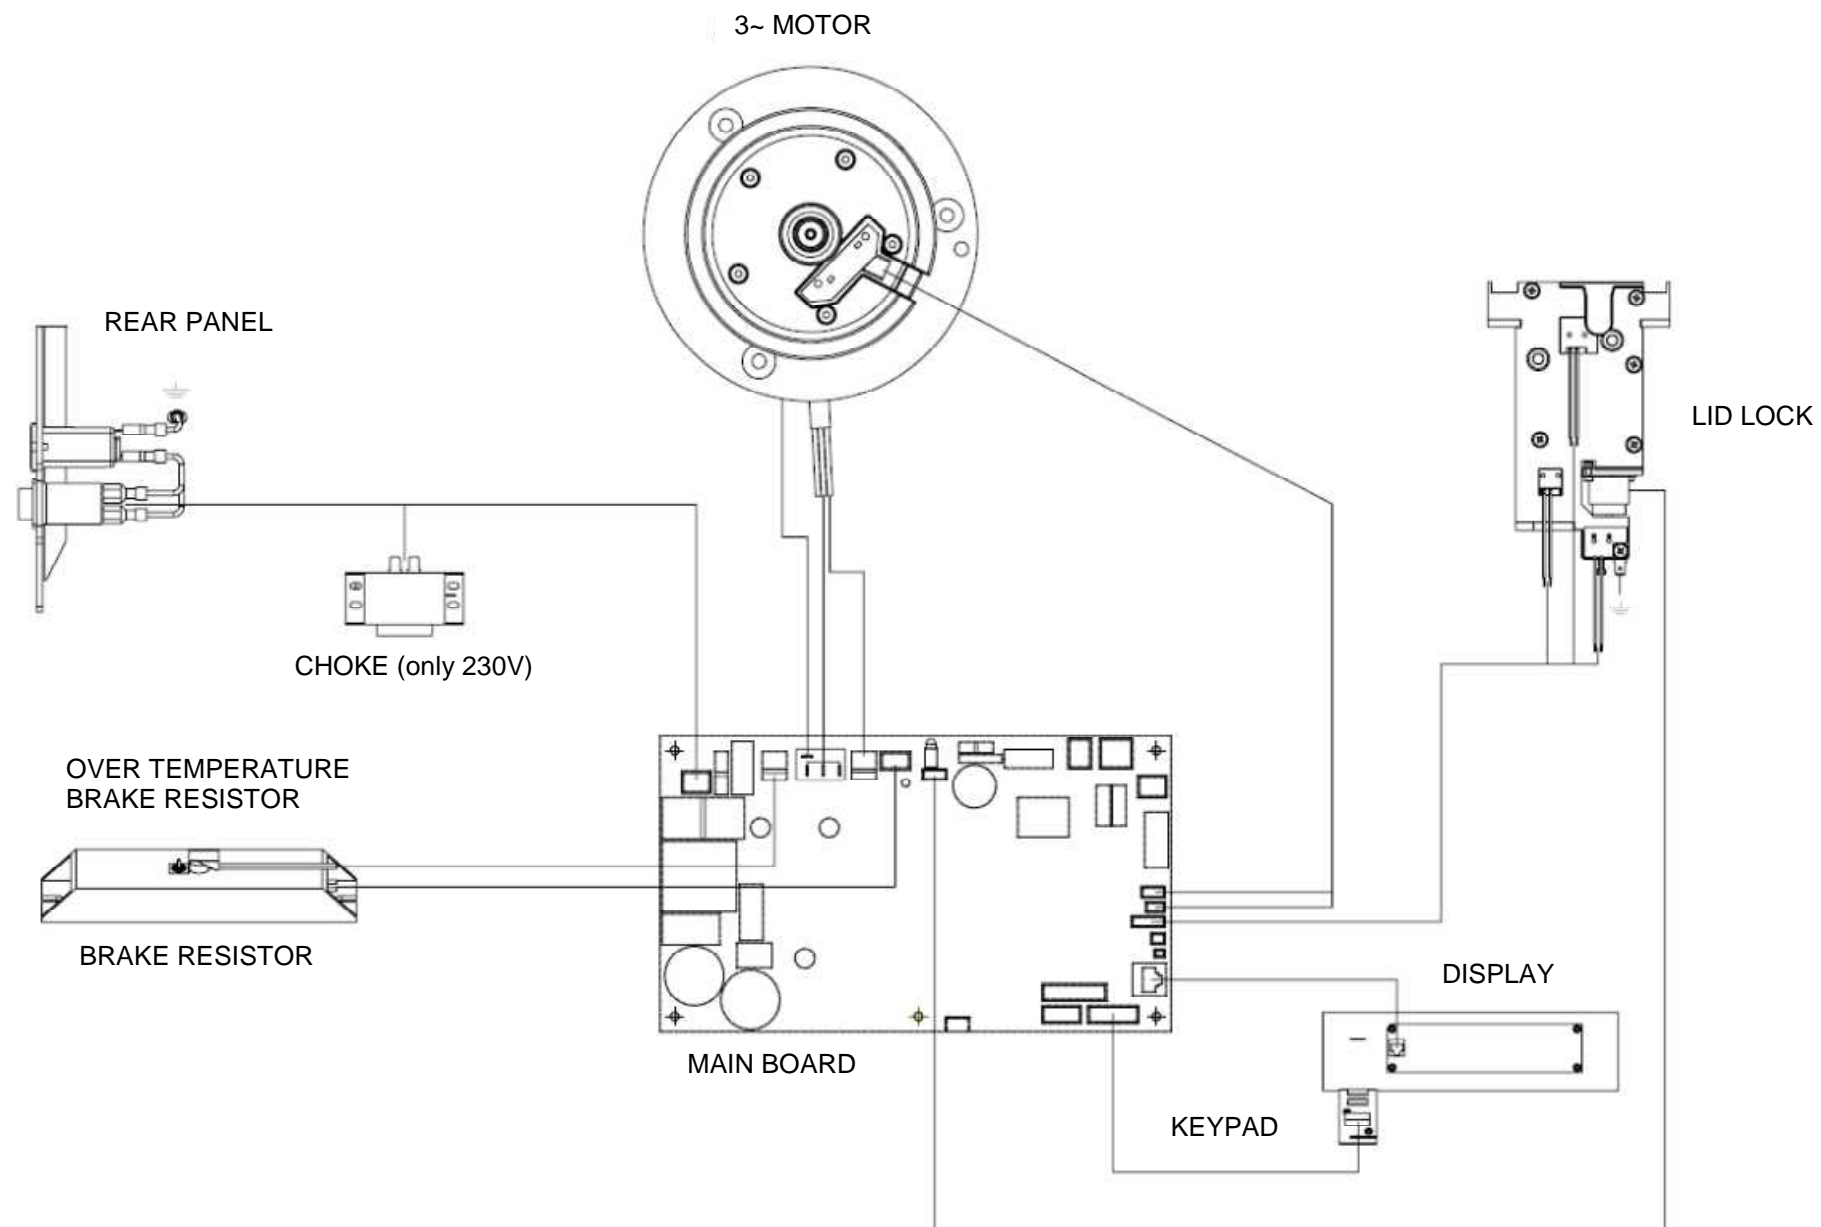 3~ MOTOR
REAR PANEL
LID LOCK
CHOKE (only 230V)
OVER TEMPERATURE
BRAKE RESISTOR
BRAKE RESISTOR
DISPLAY
MAIN BOARD
KEYPAD